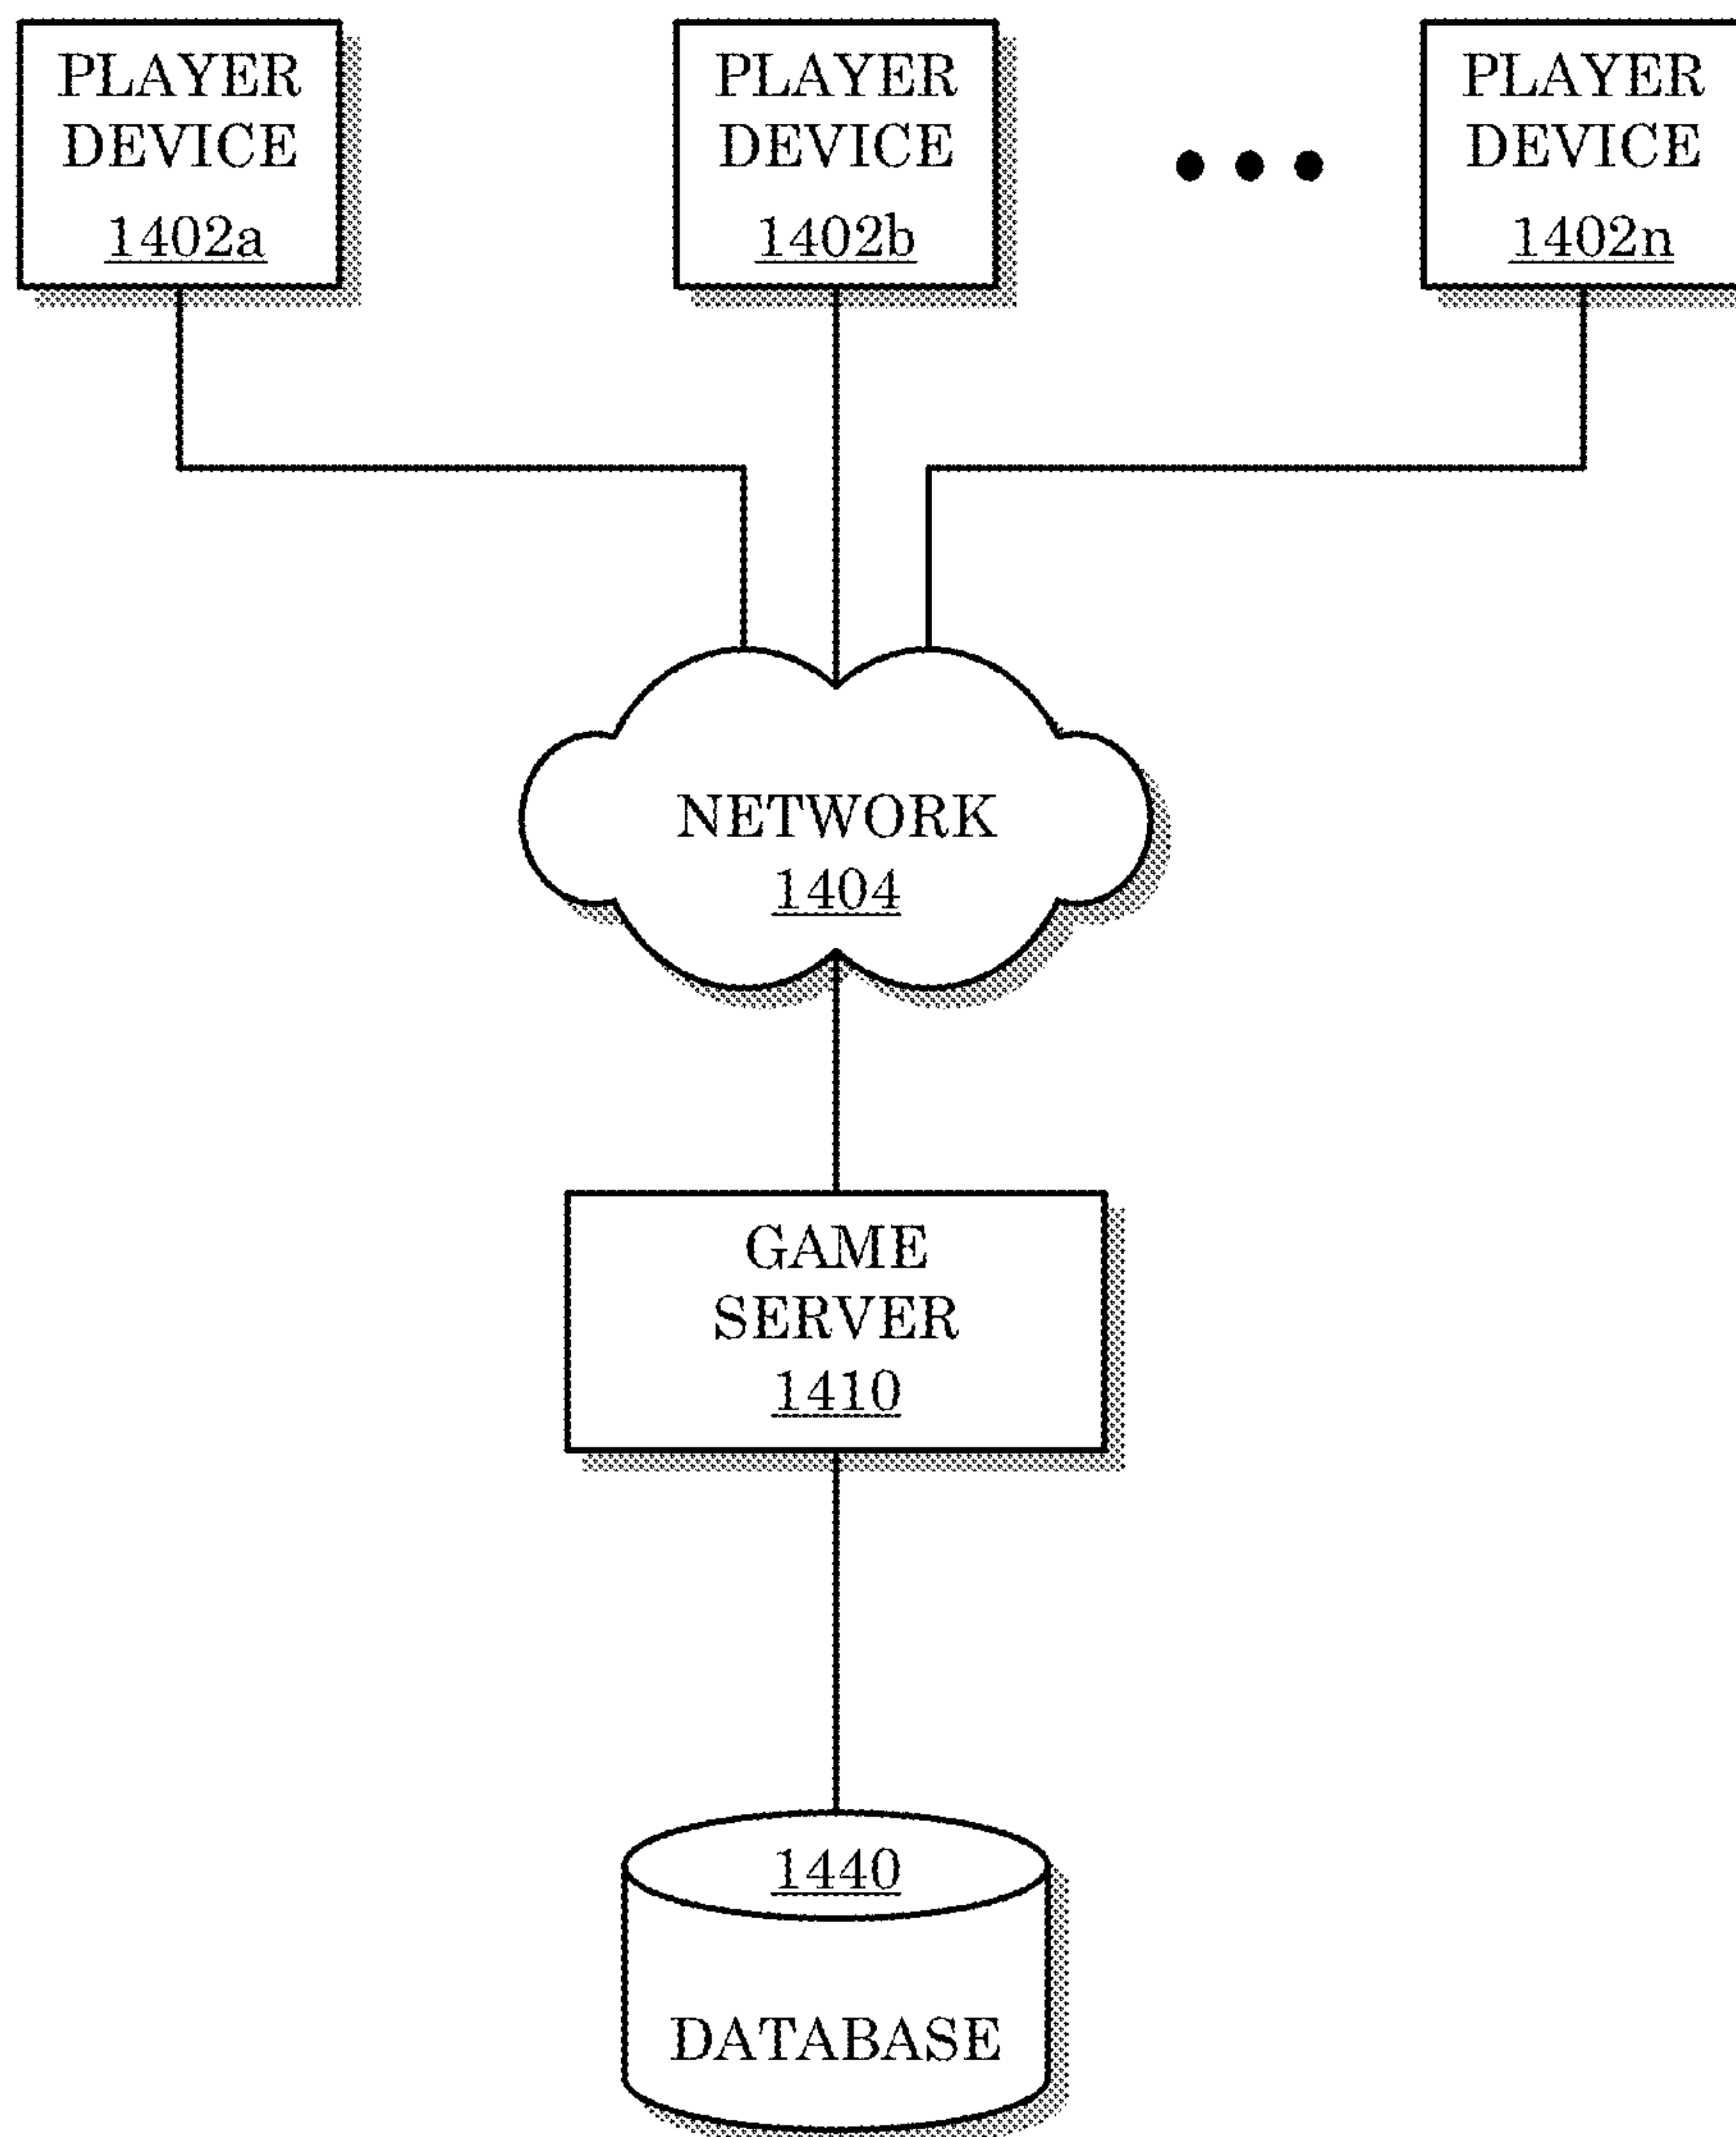 PLAYER
DEVICE
1402a
PLAYER
DEVICE
1402b
PLAYER
DEVICE
1402n
NETWORK
1404
GAME
SERVER
1410
1440
DATABASE